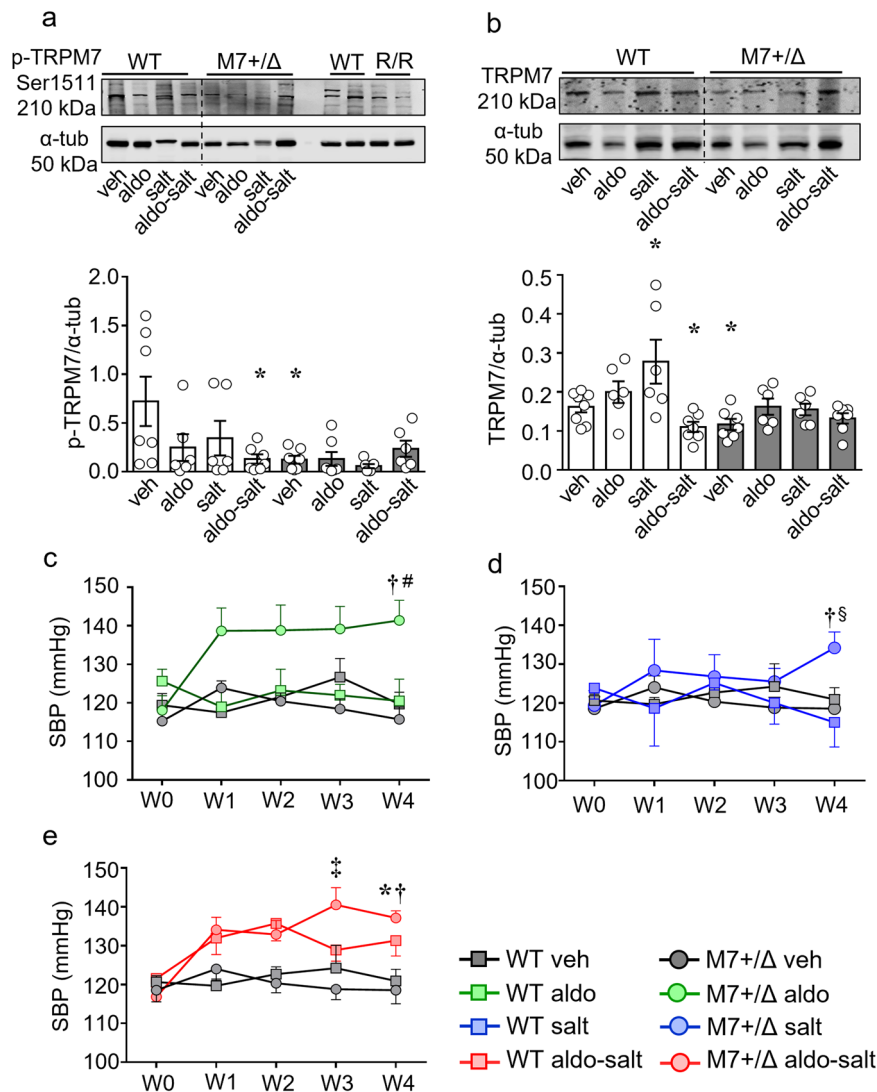 a
p-TRPM7
Ser1511
210 kDa
WT M7+/Δ WT R/R
α-tub
50 kDa
veh aldo salt aldo-salt veh aldo salt aldo-salt
p-TRPM7/α-tub
2.0
1.5
1.0
0.5
0.0
* *
veh aldo salt aldo-salt veh aldo salt aldo-salt
b
WT M7+/Δ
TRPM7
210 kDa
α-tub
50 kDa
veh aldo salt aldo-salt veh aldo salt aldo-salt
TRPM7/α-tub
0.5
0.4
0.3
0.2
0.1
0.0
* * *
veh aldo salt aldo-salt veh aldo salt aldo-salt
c
SBP (mmHg)
150
140
130
120
110
100
†#
W0 W1 W2 W3 W4
d
SBP (mmHg)
150
140
130
120
110
100
†§
W0 W1 W2 W3 W4
e
SBP (mmHg)
150
140
130
120
110
100
‡ *†
W0 W1 W2 W3 W4
WT veh M7+/Δ veh
WT aldo M7+/Δ aldo
WT salt M7+/Δ salt
WT aldo-salt M7+/Δ aldo-salt